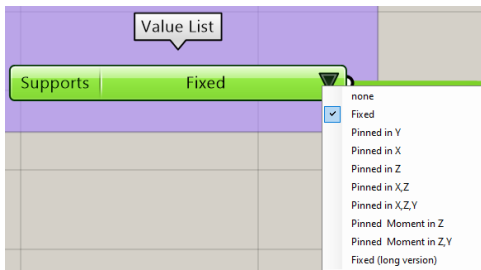 Value List
Supports Fixed
none
Fixed
Pinned in Y
Pinned in X
Pinned in Z
Pinned in X,Z
Pinned in X,Z,Y
Pinned  Moment in Z
Pinned  Moment in Z,Y
Fixed (long version)